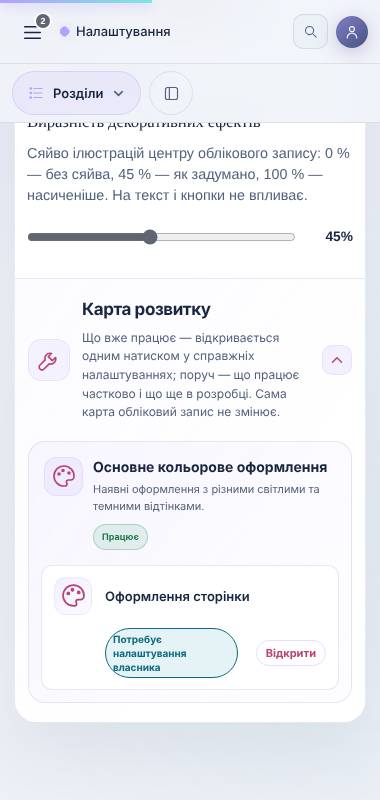 2
Налаштування
Розділи
Виразність декоративних ефектів
Сяйво ілюстрацій центру облікового запису: 0 %
— без сяйва, 45 % — як задумано, 100 % —
насиченіше. На текст і кнопки не впливає.
45%
Карта розвитку
Що вже працює — відкривається
одним натиском у справжніх
налаштуваннях; поруч — що працює
частково і що ще в розробці. Сама
карта обліковий запис не змінює.
Основне кольорове оформлення
Наявні оформлення з різними світлими та
темними відтінками.
Працює
Оформлення сторінки
Потребує
налаштування
власника
Відкрити